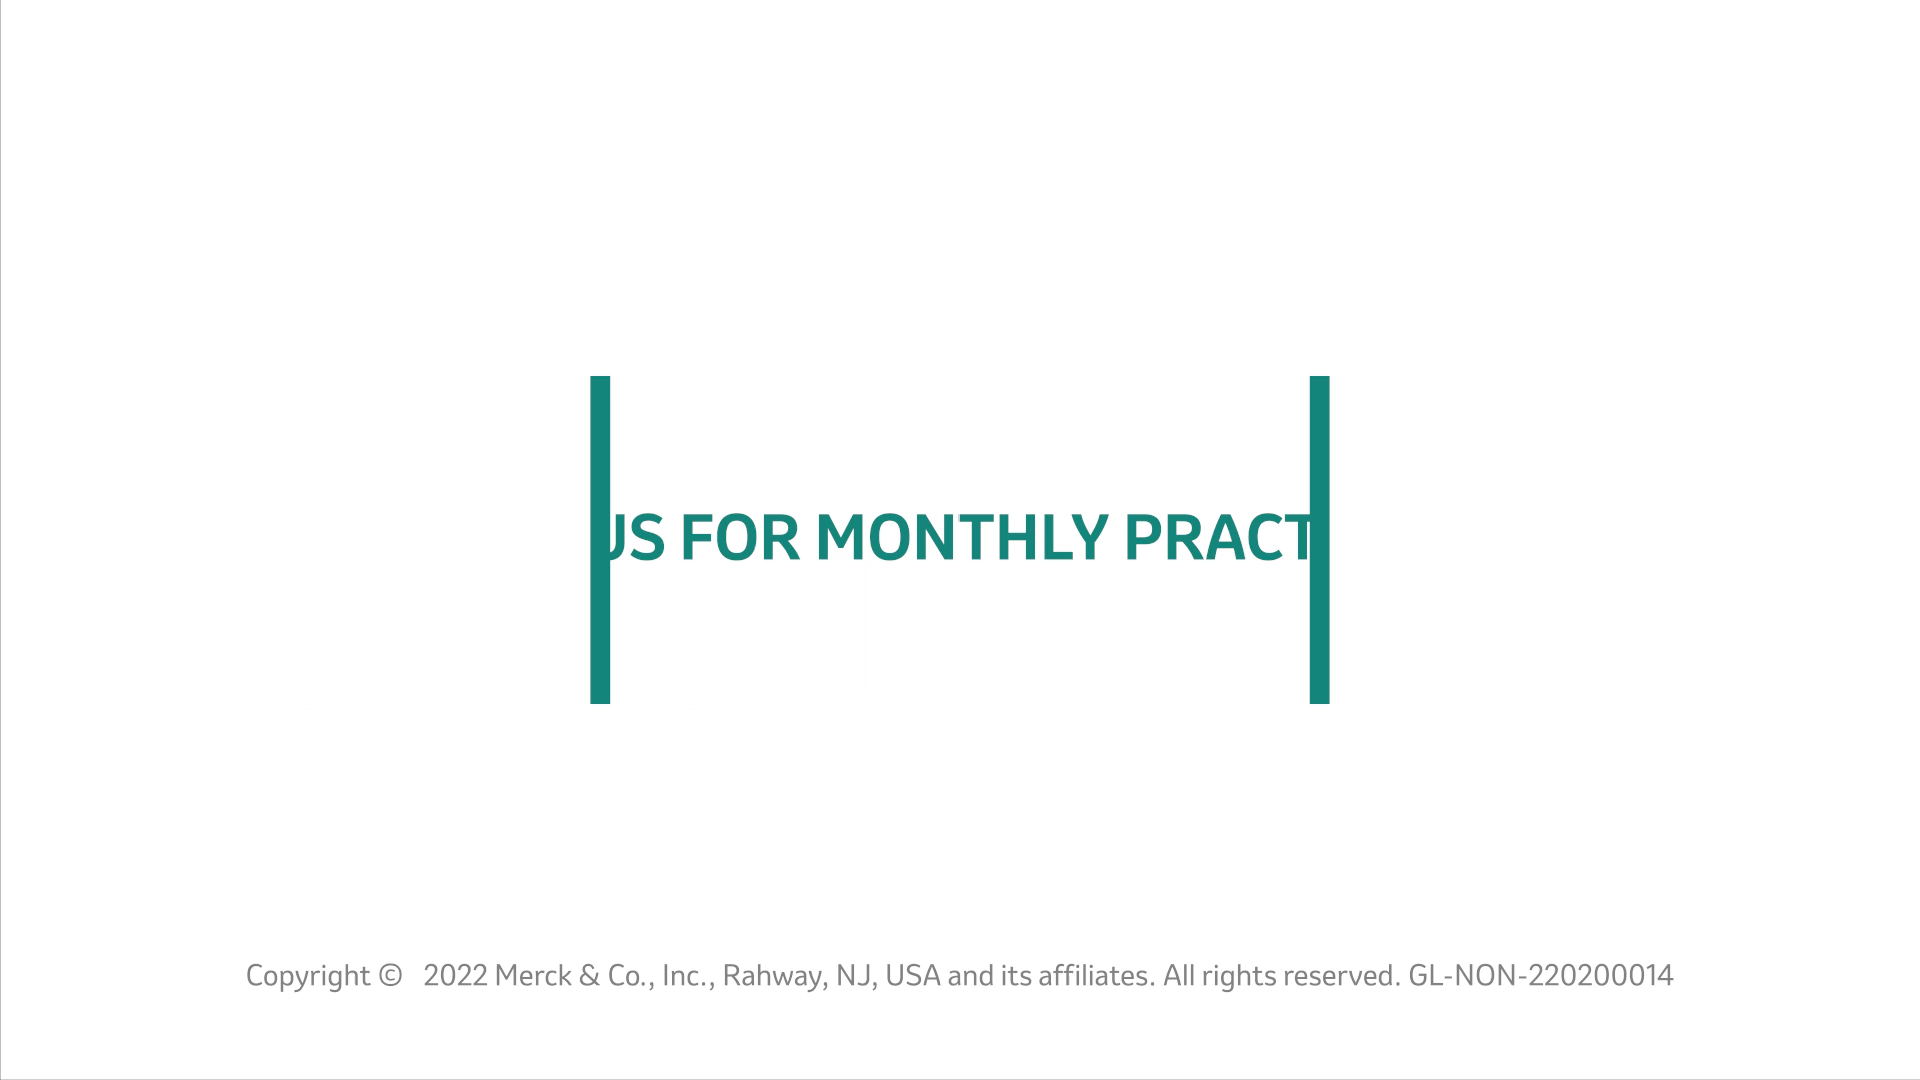 US FOR MONTHLY PRACT
Copyright © 2022 Merck & Co., Inc., Rahway, NJ, USA and its affiliates. All rights reserved. GL-NON-220200014